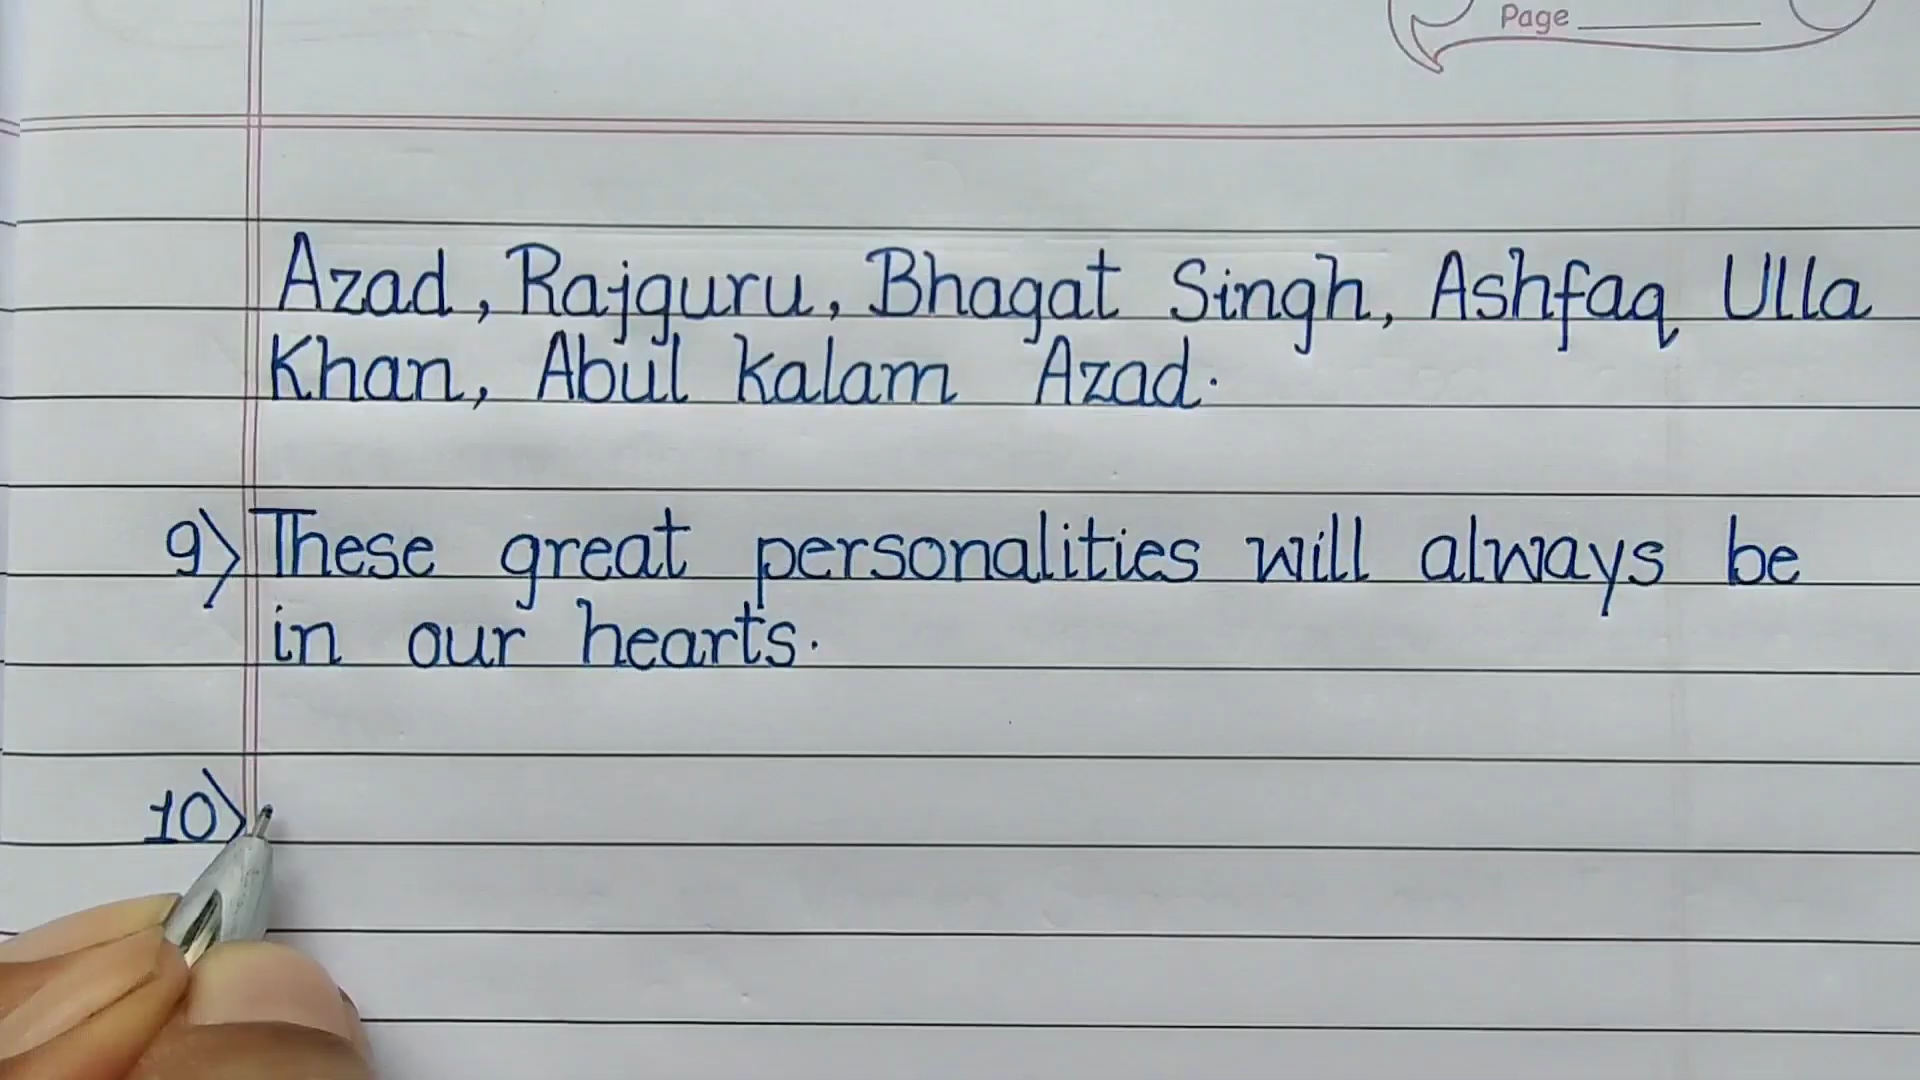 Page
Azad, Rajguru, Bhagat Singh, Ashfaq Ulla
Khan, Abul Kalam Azad.
9) These great personalities will always be
in our hearts.
10)